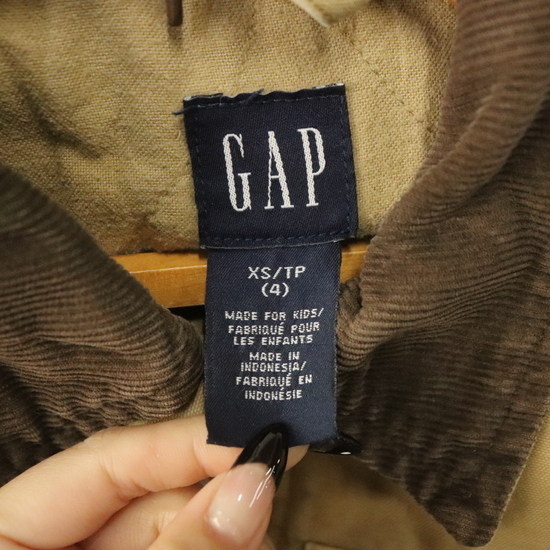 GAP
XS/TP
(4)
MADE FOR KIDS/
FABRIQUÉ POUR
LES ENFANTS
MADE IN
INDONESIA/
FABRIQUÉ EN
INDONÉSIE